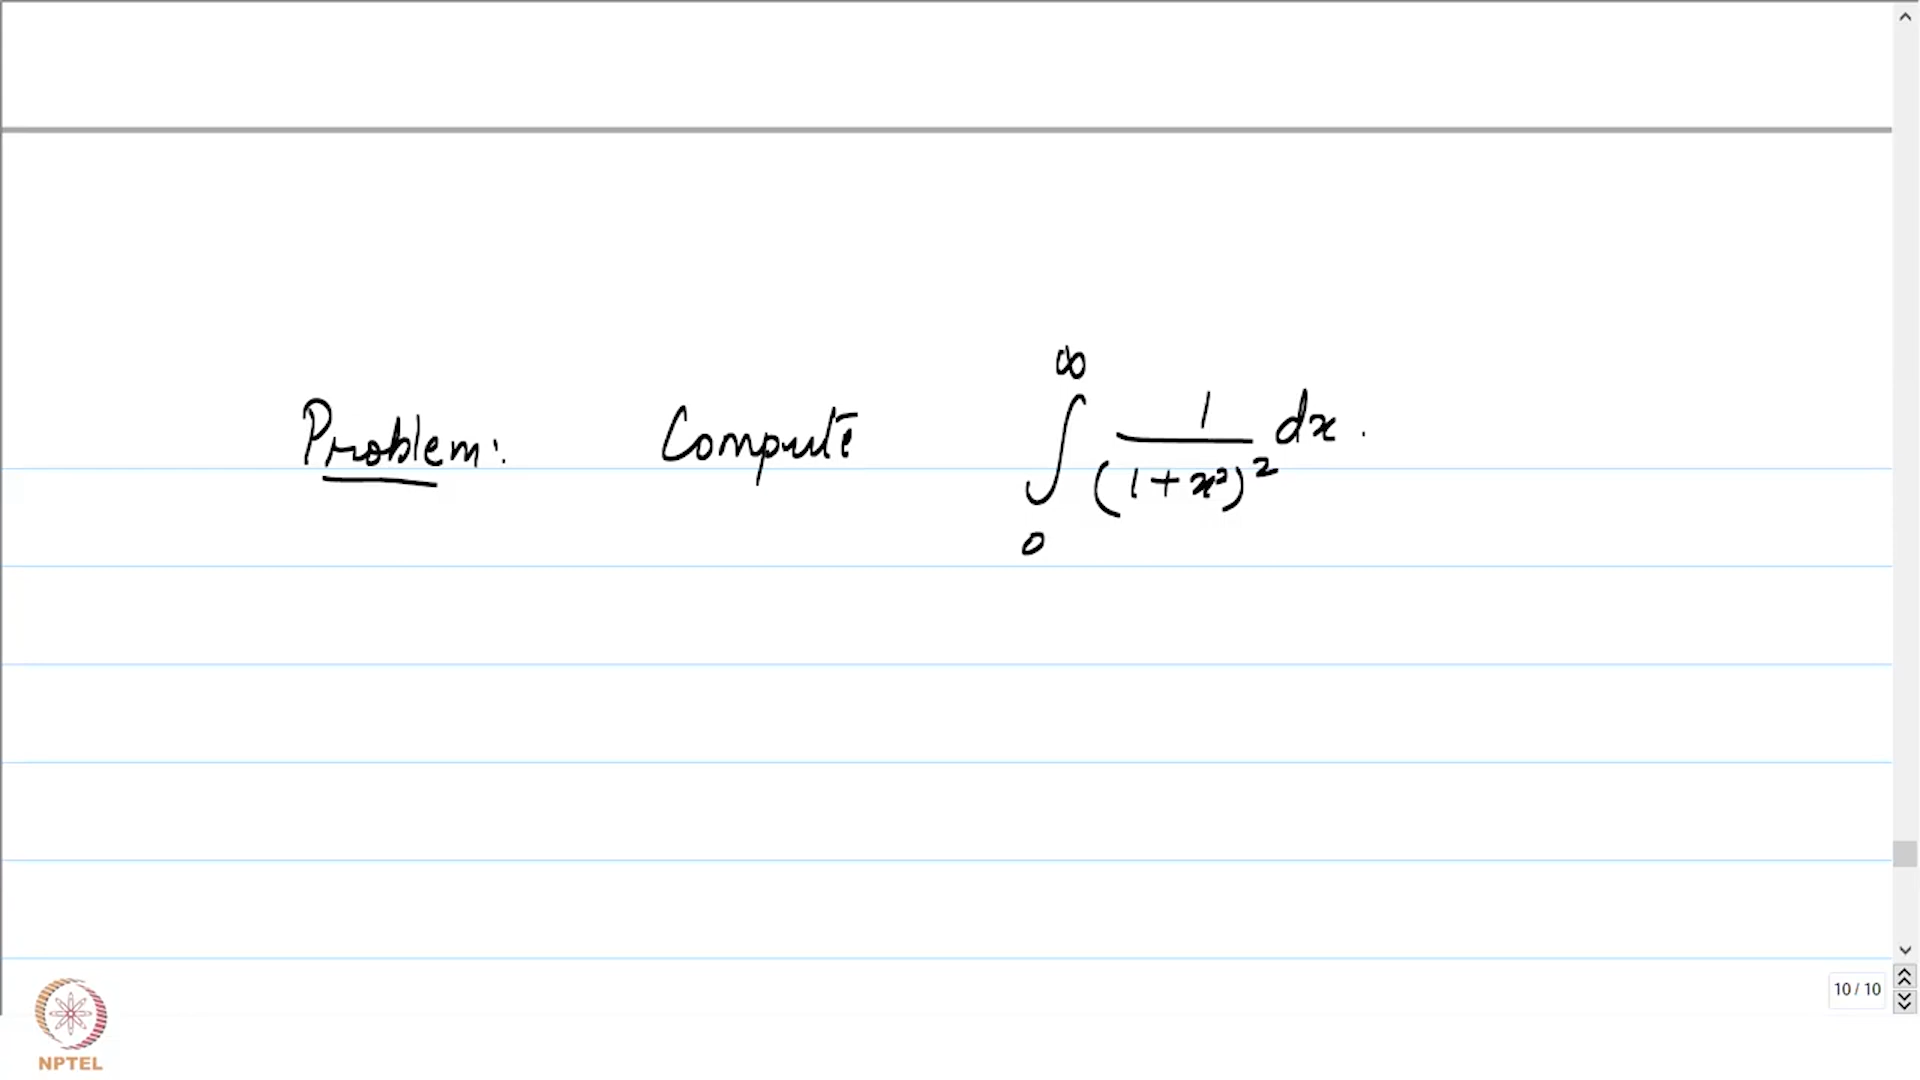 Problem: Compute ∫₀^∞ 1/(1+x²)² dx.
10 / 10
NPTEL